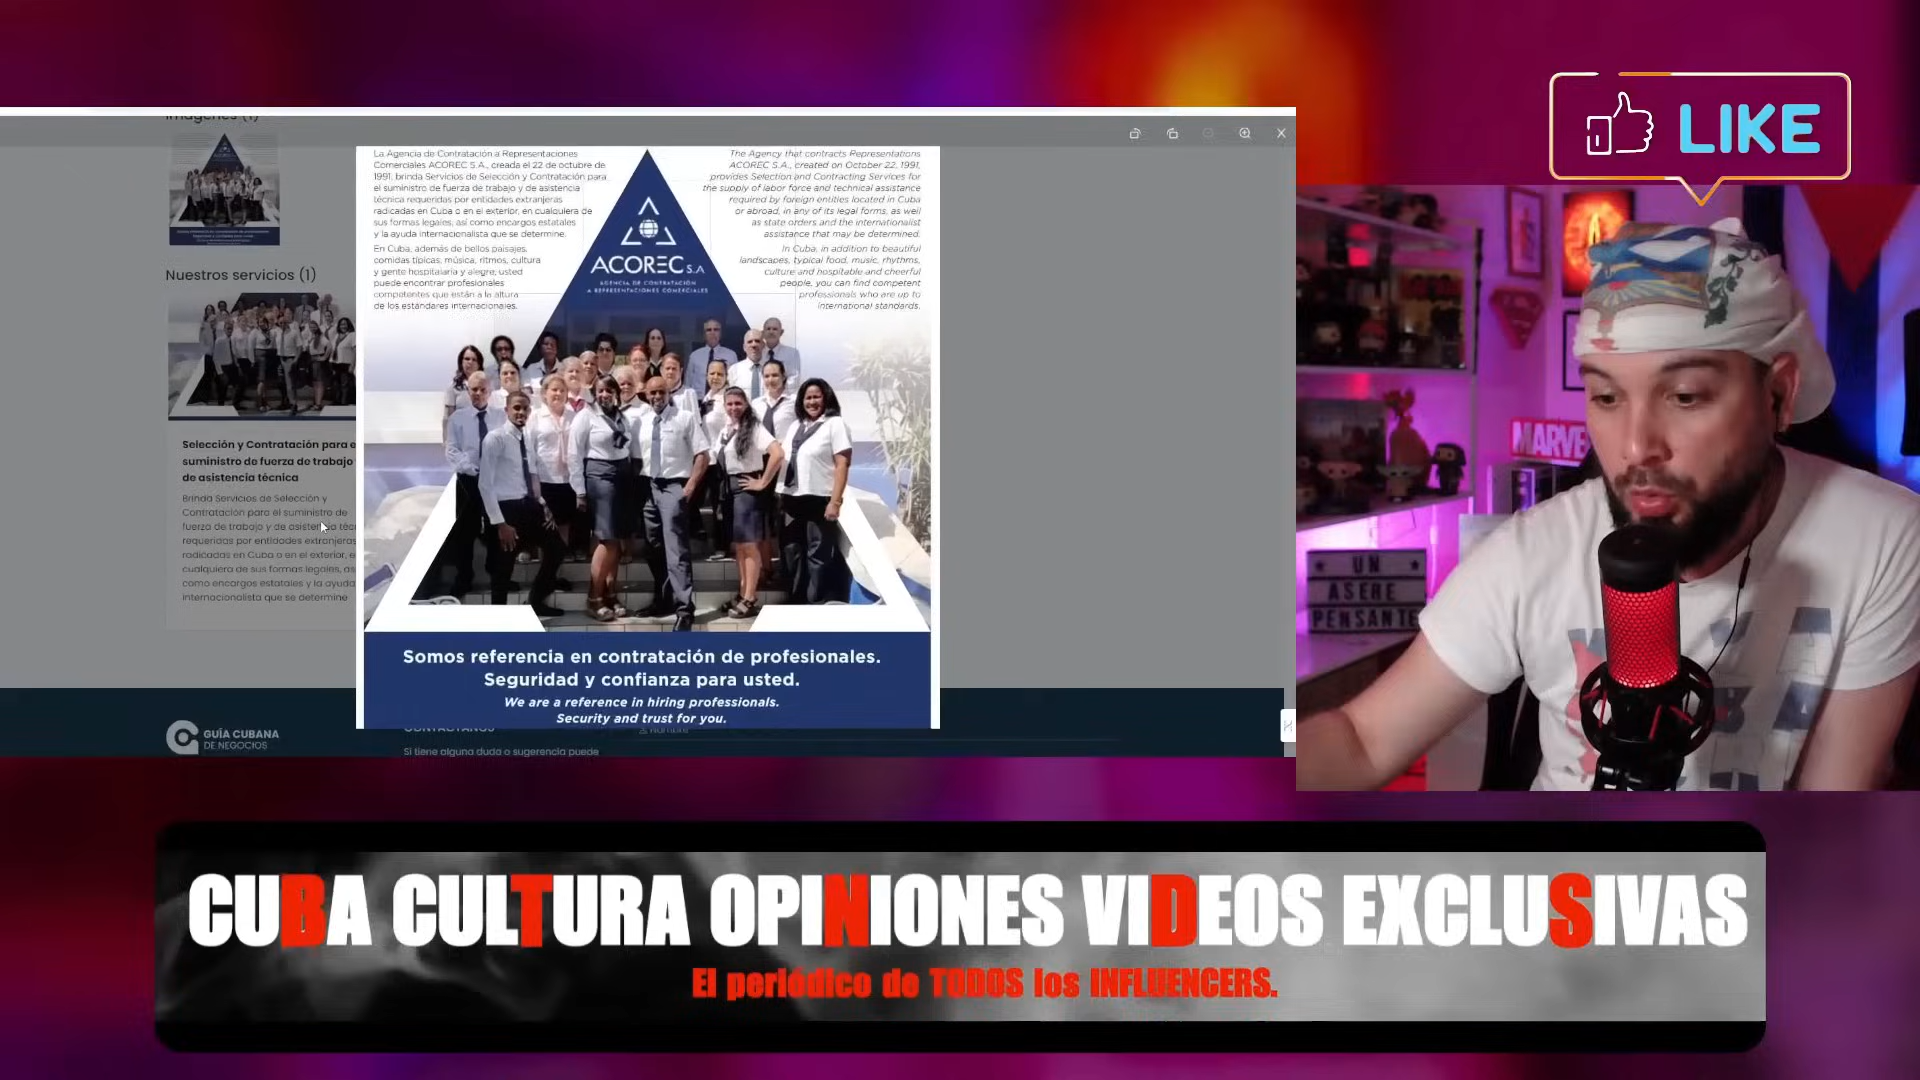 LIKE
Imágenes (1)
Nuestros servicios (1)
Selección y Contratación para e
suministro de fuerza de trabajo
de asistencia técnica
Brinda Servicios de Selección y
Contratación para el suministro de
fuerza de trabajo y de asistencia téc
requeridas por entidades extranjeras
radicadas en Cuba o en el exterior, e
cualquiera de sus formas legales, as
como encargos estatales y la ayuda
internacionalista que se determine
La Agencia de Contratación a Representaciones
Comerciales ACOREC S.A., creada el 22 de octubre de
1991, brinda Servicios de Selección y Contratación para
el suministro de fuerza de trabajo y de asistencia
técnica requeridas por entidades extranjeras
radicadas en Cuba o en el exterior, en cualquiera de
sus formas legales, así como encargos estatales
y la ayuda internacionalista que se determine.
En Cuba, además de bellos paisajes,
comidas típicas, música, ritmos, cultura
y gente hospitalaria y alegre, usted
puede encontrar profesionales
competentes que están a la altura
de los estándares internacionales.
ACOREC S.A
AGENCIA DE CONTRATACIÓN
A REPRESENTACIONES COMERCIALES
The Agency that contracts Representations
ACOREC S.A., created on October 22, 1991,
provides Selection and Contracting Services for
the supply of labor force and technical assistance
required by foreign entities located in Cuba
or abroad, in any of its legal forms, as well
as state orders and the internationalist
assistance that may be determined.
In Cuba, in addition to beautiful
landscapes, typical food, music, rhythms,
culture and hospitable and cheerful
people, you can find competent
professionals who are up to
international standards.
Somos referencia en contratación de profesionales.
Seguridad y confianza para usted.
We are a reference in hiring professionals.
Security and trust for you.
GUÍA CUBANA
DE NEGOCIOS
CONTÁCTANOS
Si tiene alguna duda o sugerencia puede
Nombre
MARVE
UN
ASERE
PENSANTE
CUBA CULTURA OPINIONES VIDEOS EXCLUSIVAS
El periódico de TODOS los INFLUENCERS.